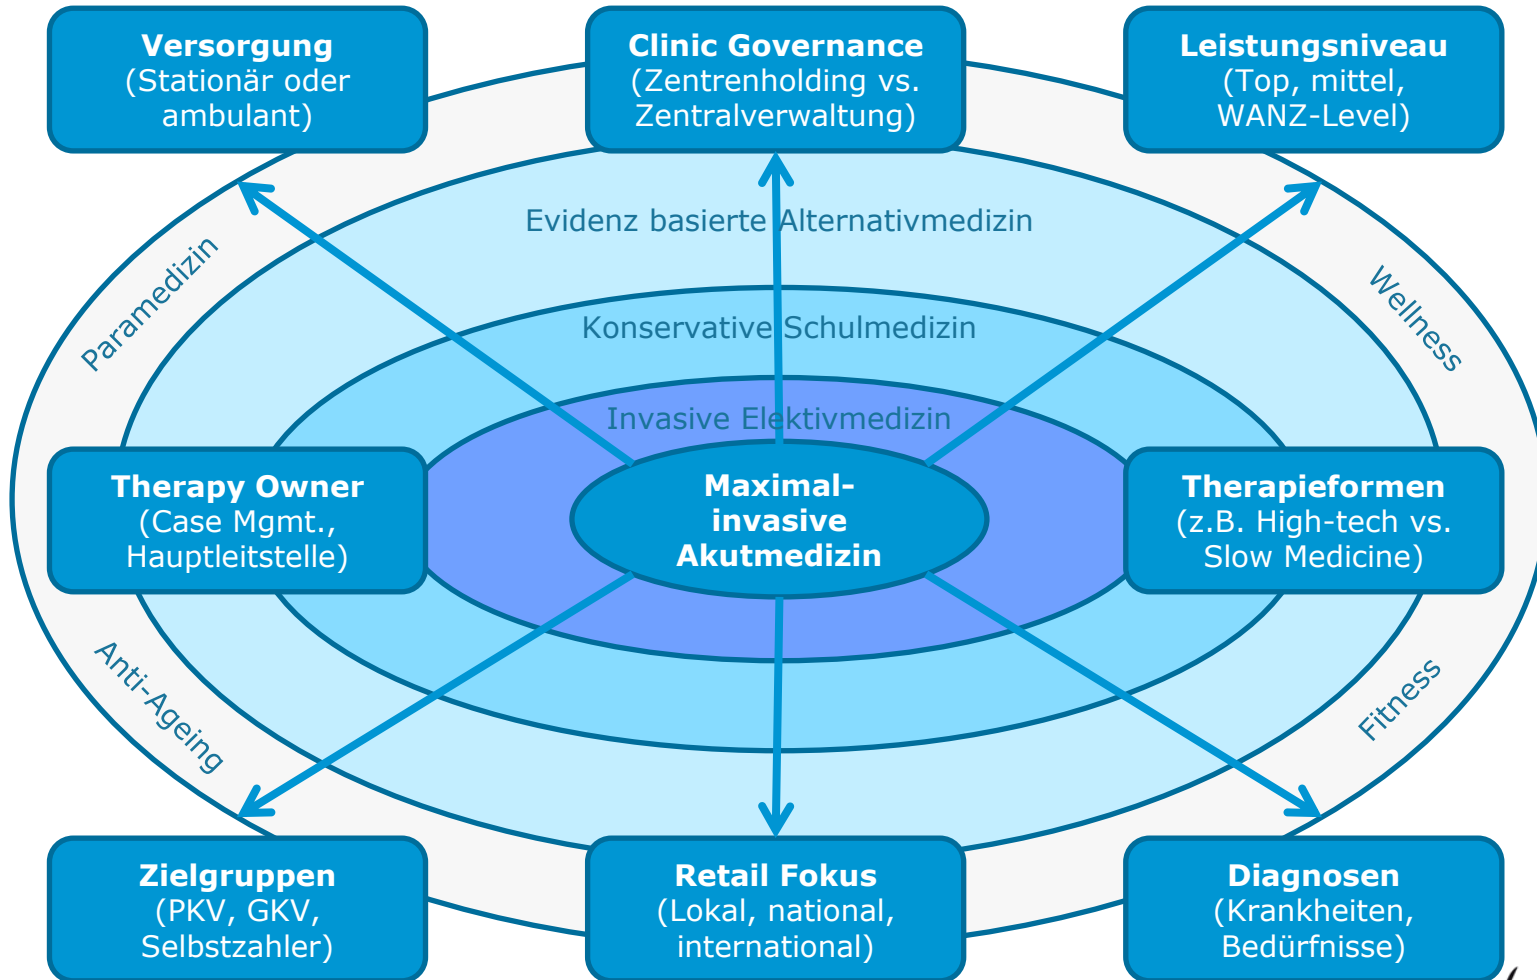 Versorgung
(Stationär oder
ambulant)
Clinic Governance
(Zentrenholding vs.
Zentralverwaltung)
Leistungsniveau
(Top, mittel,
WANZ-Level)
Evidenz basierte Alternativmedizin
Paramedizin
Wellness
Konservative Schulmedizin
Invasive Elektivmedizin
Therapy Owner
(Case Mgmt.,
Hauptleitstelle)
Maximal-
invasive
Akutmedizin
Therapieformen
(z.B. High-tech vs.
Slow Medicine)
Anti-Ageing
Fitness
Zielgruppen
(PKV, GKV,
Selbstzahler)
Retail Fokus
(Lokal, national,
international)
Diagnosen
(Krankheiten,
Bedürfnisse)